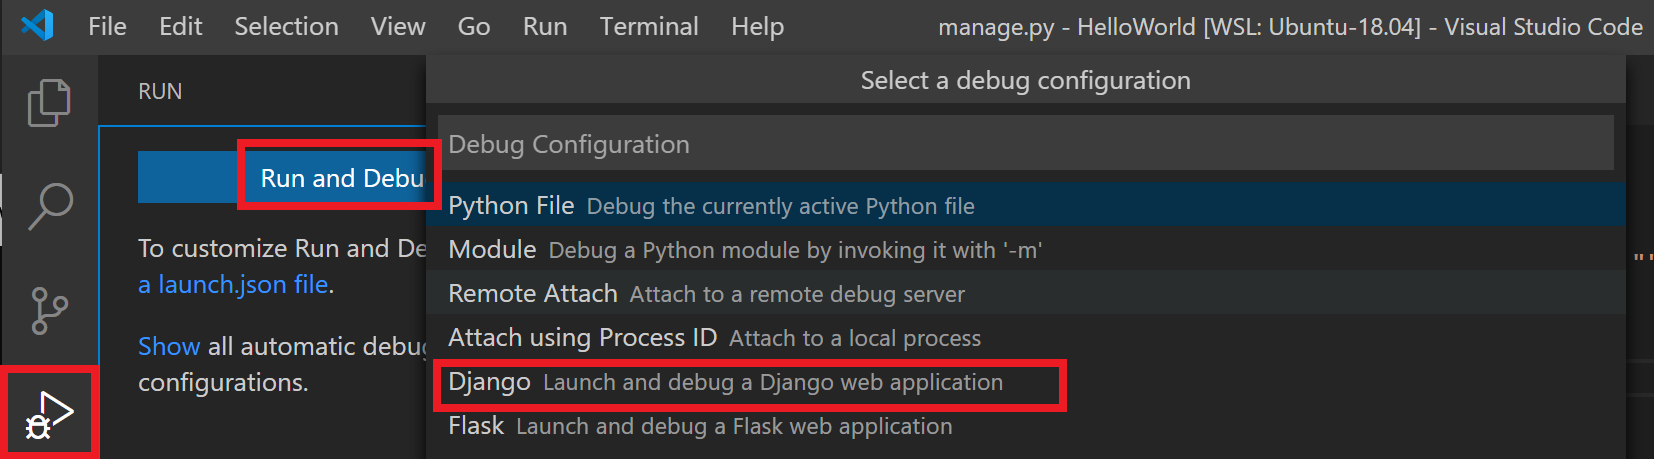 File Edit Selection View Go Run Terminal Help manage.py - HelloWorld [WSL: Ubuntu-18.04] - Visual Studio Code
RUN
Run and Debu
To customize Run and De
a launch.json file.
Show all automatic debug
configurations.
Select a debug configuration
Debug Configuration
Python File Debug the currently active Python file
Module Debug a Python module by invoking it with '-m'
Remote Attach Attach to a remote debug server
Attach using Process ID Attach to a local process
Django Launch and debug a Django web application
Flask Launch and debug a Flask web application